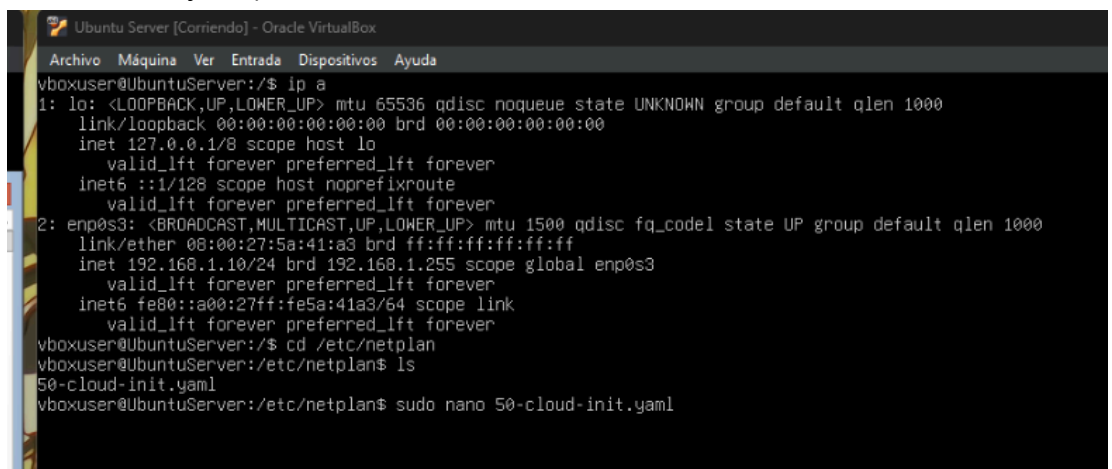 Ubuntu Server [Corriendo] - Oracle VirtualBox
Archivo Máquina Ver Entrada Dispositivos Ayuda
vboxuser@UbuntuServer:/$ ip a
1: lo: <LOOPBACK,UP,LOWER_UP> mtu 65536 qdisc noqueue state UNKNOWN group default qlen 1000
    link/loopback 00:00:00:00:00:00 brd 00:00:00:00:00:00
    inet 127.0.0.1/8 scope host lo
       valid_lft forever preferred_lft forever
    inet6 ::1/128 scope host noprefixroute
       valid_lft forever preferred_lft forever
2: enp0s3: <BROADCAST,MULTICAST,UP,LOWER_UP> mtu 1500 qdisc fq_codel state UP group default qlen 1000
    link/ether 08:00:27:5a:41:a3 brd ff:ff:ff:ff:ff:ff
    inet 192.168.1.10/24 brd 192.168.1.255 scope global enp0s3
       valid_lft forever preferred_lft forever
    inet6 fe80::a00:27ff:fe5a:41a3/64 scope link
       valid_lft forever preferred_lft forever
vboxuser@UbuntuServer:/$ cd /etc/netplan
vboxuser@UbuntuServer:/etc/netplan$ ls
50-cloud-init.yaml
vboxuser@UbuntuServer:/etc/netplan$ sudo nano 50-cloud-init.yaml